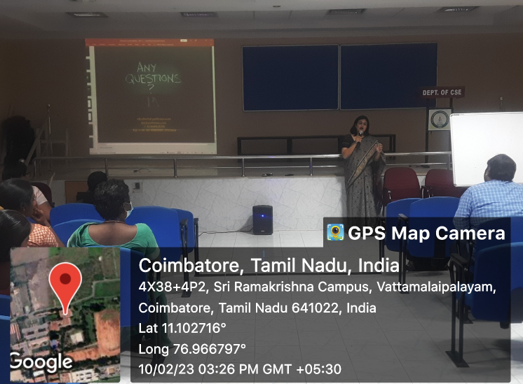 ANY
QUESTIONS
?
DEPT. OF CSE
GPS Map Camera
Coimbatore, Tamil Nadu, India
4X38+4P2, Sri Ramakrishna Campus, Vattamalaipalayam,
Coimbatore, Tamil Nadu 641022, India
Lat 11.102716°
Long 76.966797°
10/02/23 03:26 PM GMT +05:30
Google